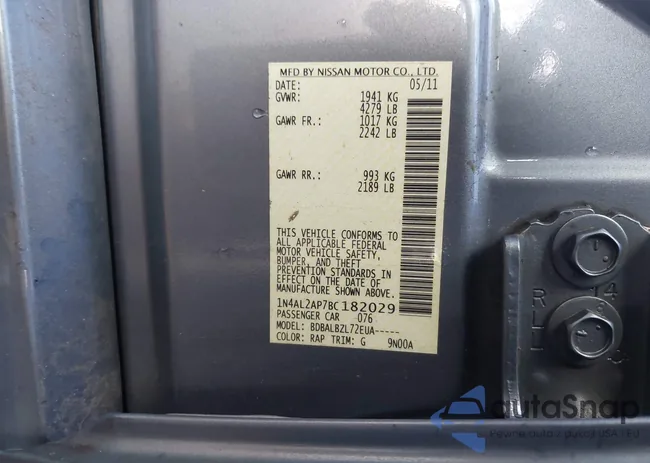 MFD BY NISSAN MOTOR CO., LTD.
DATE: 05/11
GVWR: 1941 KG
4279 LB
GAWR FR.: 1017 KG
2242 LB
GAWR RR.: 993 KG
2189 LB
THIS VEHICLE CONFORMS TO
ALL APPLICABLE FEDERAL
MOTOR VEHICLE SAFETY,
BUMPER, AND THEFT
PREVENTION STANDARDS IN
EFFECT ON THE DATE OF
MANUFACTURE SHOWN ABOVE.
1N4AL2AP7BC182029
PASSENGER CAR 076
MODEL: BDBALBZL72EUA-----
COLOR: RAP TRIM: G 9N00A
autoSnap